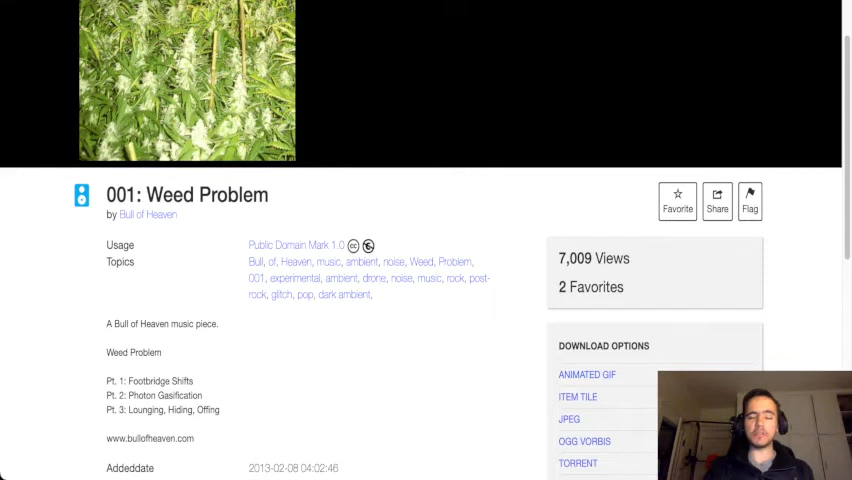 001: Weed Problem
by Bull of Heaven
Favorite
Share
Flag
Usage
Public Domain Mark 1.0
Topics
Bull, of, Heaven, music, ambient, noise, Weed, Problem,
001, experimental, ambient, drone, noise, music, rock, post-
rock, glitch, pop, dark ambient,
7,009 Views
2 Favorites
A Bull of Heaven music piece.
Weed Problem
Pt. 1: Footbridge Shifts
Pt. 2: Photon Gasification
Pt. 3: Lounging, Hiding, Offing
www.bullofheaven.com
Addeddate
2013-02-08 04:02:46
DOWNLOAD OPTIONS
ANIMATED GIF
ITEM TILE
JPEG
OGG VORBIS
TORRENT